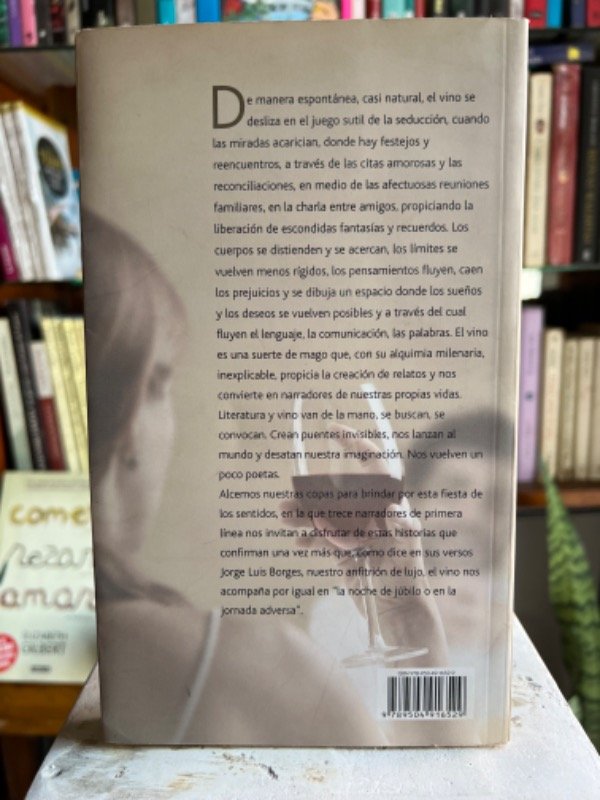 De manera espontánea, casi natural, el vino se
desliza en el juego sutil de la seducción, cuando
las miradas acarician, donde hay festejos y
reencuentros, a través de las citas amorosas y las
reconciliaciones, en medio de las afectuosas reuniones
familiares, en la charla entre amigos, propiciando la
liberación de escondidas fantasías y recuerdos. Los
cuerpos se distienden y se acercan, los límites se
vuelven menos rígidos, los pensamientos fluyen, caen
los prejuicios y se dibuja un espacio donde los sueños
y los deseos se vuelven posibles y a través del cual
fluyen el lenguaje, la comunicación, las palabras. El vino
es una suerte de mago que, con su alquimia milenaria,
inexplicable, propicia la creación de relatos y nos
convierte en narradores de nuestras propias vidas.
Literatura y vino van de la mano, se buscan, se
convocan. Crean puentes invisibles, nos lanzan al
mundo y desatan nuestra imaginación. Nos vuelven un
poco poetas.
Alcemos nuestras copas para brindar por esta fiesta de
los sentidos, en la que trece narradores de primera
línea nos invitan a disfrutar de estas historias que
confirman una vez más que, como dice en sus versos
Jorge Luis Borges, nuestro anfitrión de lujo, el vino nos
acompaña por igual en "la noche de júbilo o en la
jornada adversa".
9 789504 916529
come
rezar
amar
ELIZABETH
GILBERT